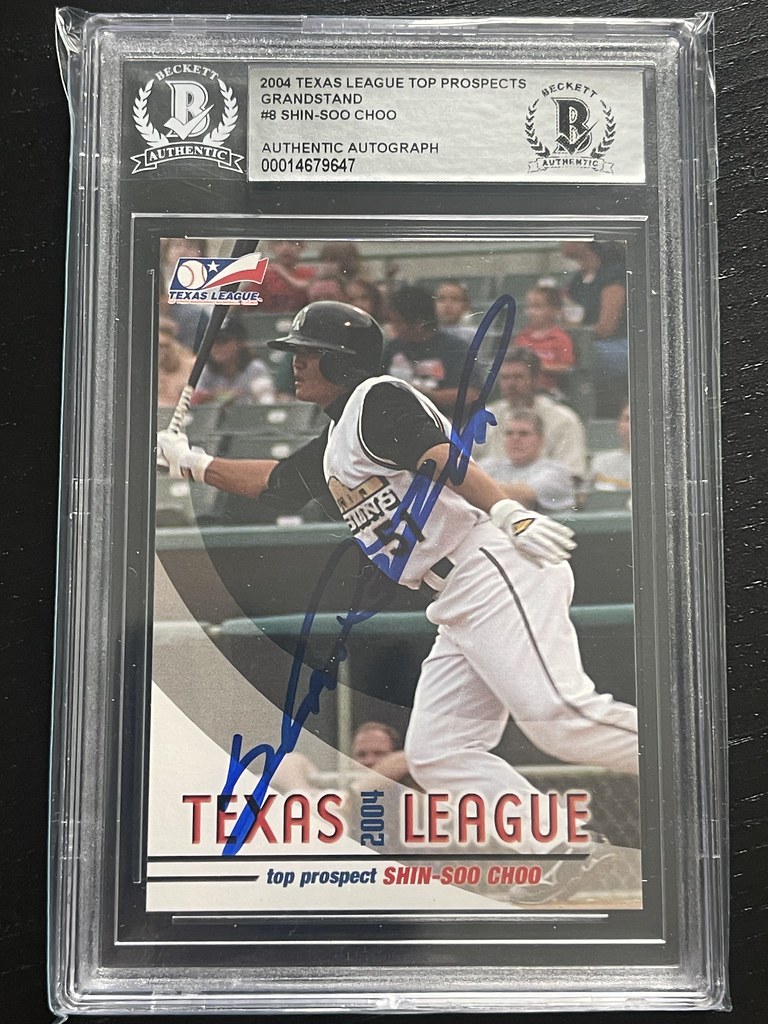 BECKETT
B
AUTHENTIC
2004 TEXAS LEAGUE TOP PROSPECTS
GRANDSTAND
#8 SHIN-SOO CHOO
AUTHENTIC AUTOGRAPH
00014679647
BECKETT
B
AUTHENTIC
TEXAS LEAGUE
51
TEXAS 2004 LEAGUE
top prospect SHIN-SOO CHOO